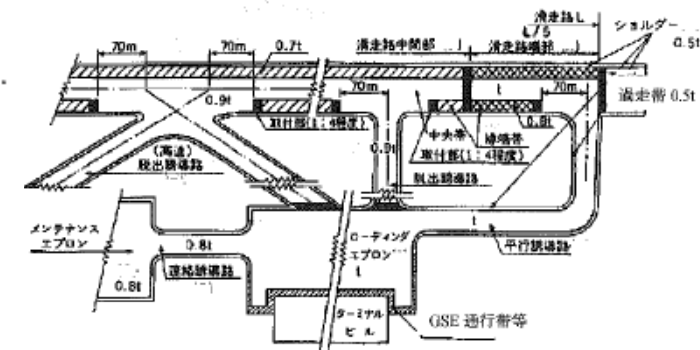 滑走路L
L/5
ショルダー
0.5t
70m
70m
0.7t
滑走路中間部
滑走路端部
0.9t
70m
t
70m
過走帯 0.5t
取付部(1:4程度)
0.9t
中央帯
縁端帯
0.8t
取付部(1:4程度)
(高速)
脱出誘導路
脱出誘導路
メンテナンス
エプロン
0.8t
ローディング
エプロン
t
t
平行誘導路
0.8t
連絡誘導路
ターミナル
ビル
GSE 通行帯等